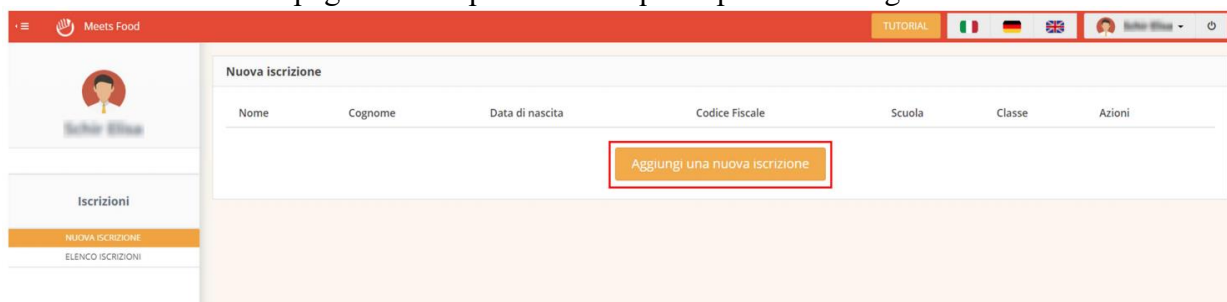 Meets Food
TUTORIAL
Nuova iscrizione
Nome Cognome Data di nascita Codice Fiscale Scuola Classe Azioni
Aggiungi una nuova iscrizione
Iscrizioni
NUOVA ISCRIZIONE
ELENCO ISCRIZIONI